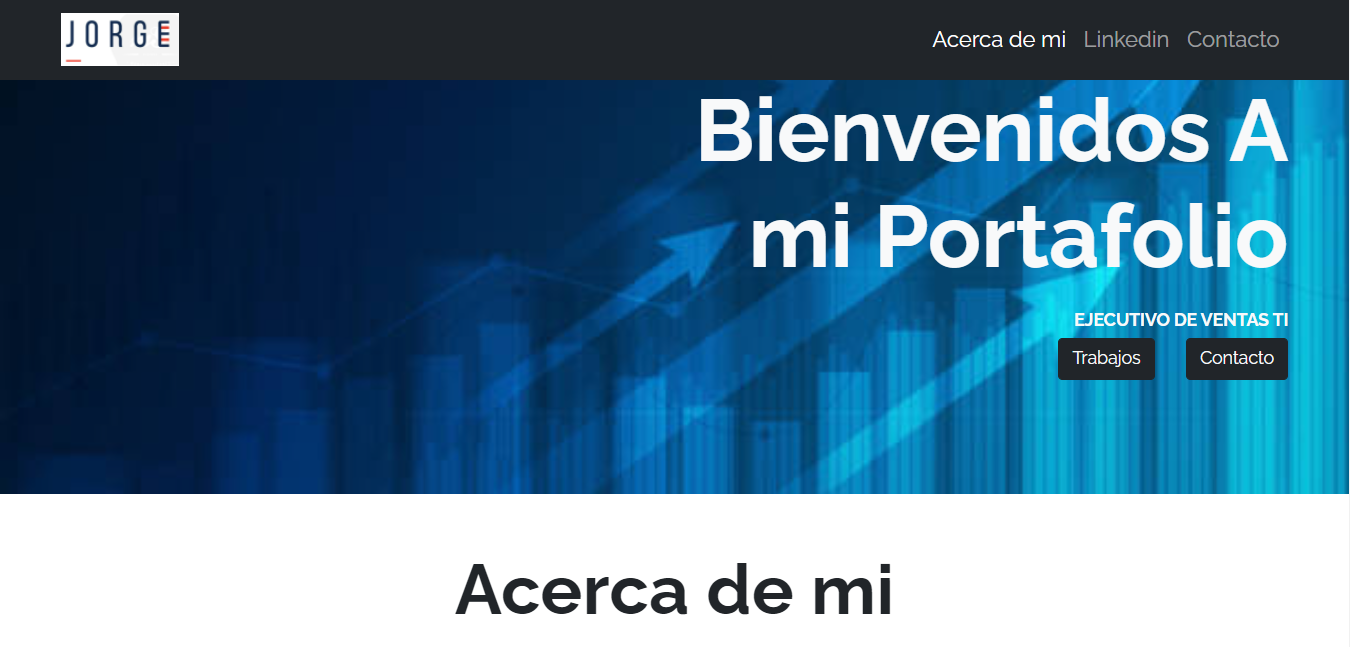 JORGE
Acerca de mi Linkedin Contacto
Bienvenidos A
mi Portafolio
EJECUTIVO DE VENTAS TI
Trabajos Contacto
Acerca de mi